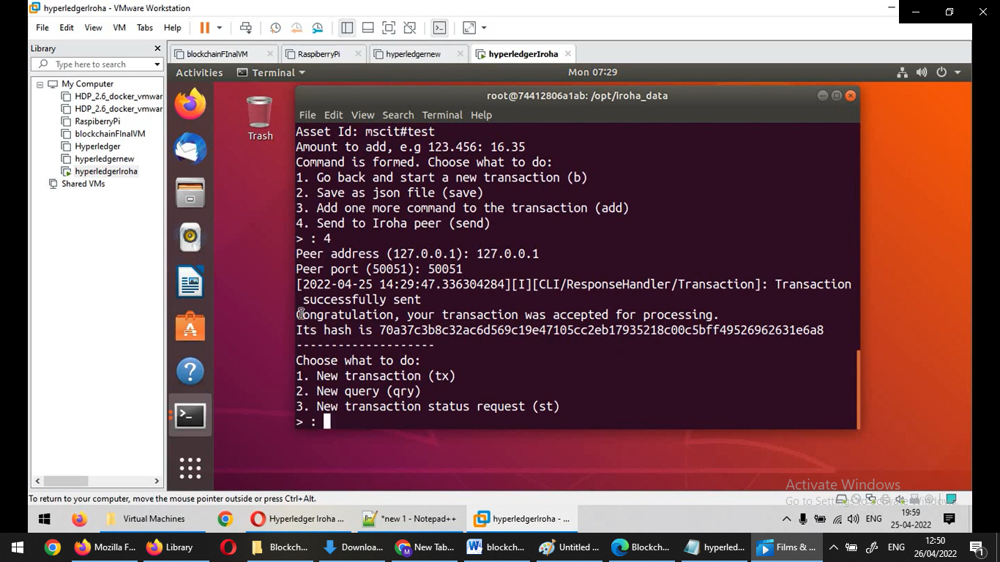 hyperledgerIroha - VMware Workstation
File Edit View VM Tabs Help
Library
Type here to search
My Computer
HDP_2.6_docker_vmwar
HDP_2.6_docker_vmwar
RaspiberryPi
blockchainFInalVM
Hyperledger
hyperledgernew
hyperledgerIroha
Shared VMs
blockchainFInalVM RaspiberryPi hyperledgernew hyperledgerIroha
Activities Terminal Mon 07:29
Trash
root@74412806a1ab: /opt/iroha_data
File Edit View Search Terminal Help
Asset Id: mscit#test
Amount to add, e.g 123.456: 16.35
Command is formed. Choose what to do:
1. Go back and start a new transaction (b)
2. Save as json file (save)
3. Add one more command to the transaction (add)
4. Send to Iroha peer (send)
> : 4
Peer address (127.0.0.1): 127.0.0.1
Peer port (50051): 50051
[2022-04-25 14:29:47.336304284][I][CLI/ResponseHandler/Transaction]: Transaction
successfully sent
Congratulation, your transaction was accepted for processing.
Its hash is 70a37c3b8c32ac6d569c19e47105cc2eb17935218c00c5bff49526962631e6a8
--------------------
Choose what to do:
1. New transaction (tx)
2. New query (qry)
3. New transaction status request (st)
> :
Activate Windows
Go to Settings to activate Windows.
To return to your computer, move the mouse pointer outside or press Ctrl+Alt.
Virtual Machines Hyperledger Iroha ... *new 1 - Notepad++ hyperledgerIroha - ... ENG 19:59
25-04-2022
Mozilla F... Library Blockch... Downloa... New Tab... blockch... Untitled ... Blockch... hyperled... Films & ... ENG 12:50
26/04/2022
1